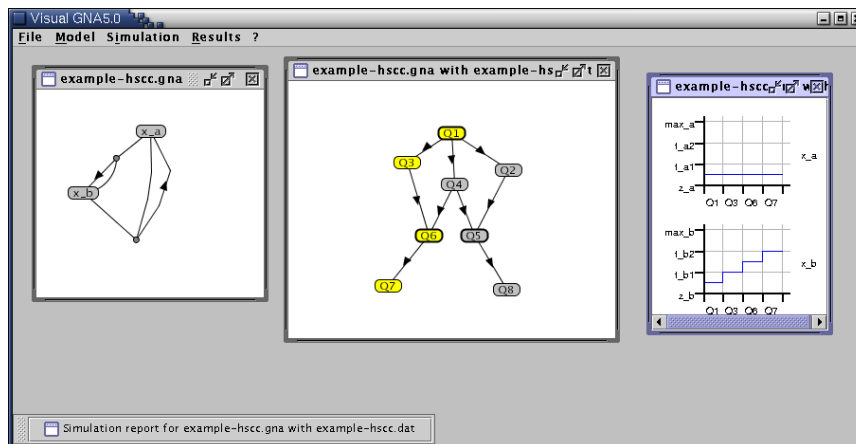 Visual GNA5.0
File Model Simulation Results ?
example-hscc.gna
x_a
x_b
example-hscc.gna with example-hs
Q1
Q3
Q2
Q4
Q6
Q5
Q7
Q8
example-hscc
max_a
t_a2
t_a1
z_a
x_a
Q1 Q3 Q6 Q7
max_b
t_b2
t_b1
z_b
x_b
Q1 Q3 Q6 Q7
Simulation report for example-hscc.gna with example-hscc.dat